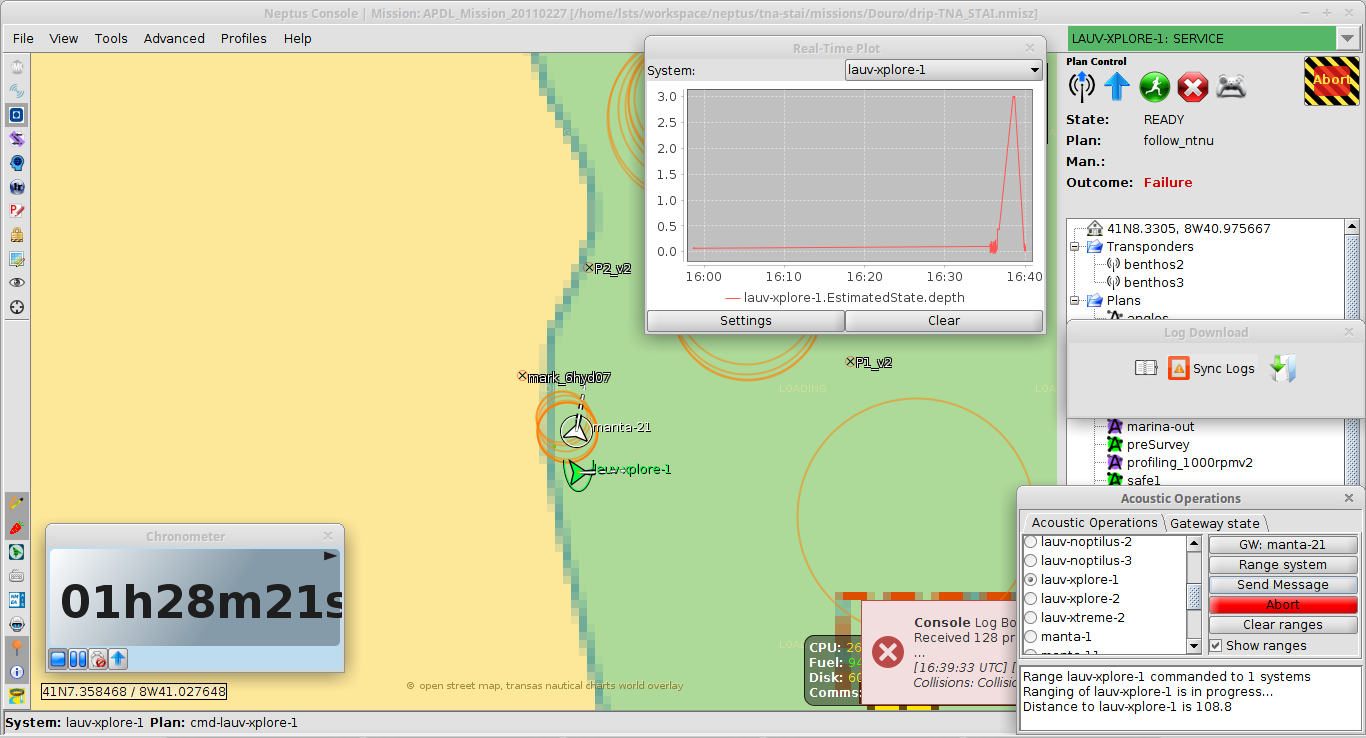 Neptus Console | Mission: APDL_Mission_20110227 [/home/lsts/workspace/neptus/tna-stai/missions/Douro/drip-TNA_STAI.nmisz]
File View Tools Advanced Profiles Help
LAUV-XPLORE-1: SERVICE
Plan Control
Abort
State: READY
Plan: follow_ntnu
Man.:
Outcome: Failure
41N8.3305, 8W40.975667
Transponders
benthos2
benthos3
Plans
angles
Real-Time Plot
System: lauv-xplore-1
3.0
2.5
2.0
1.5
1.0
0.5
0.0
16:00 16:10 16:20 16:30 16:40
lauv-xplore-1.EstimatedState.depth
Settings Clear
Log Download
Sync Logs
marina-out
preSurvey
profiling_1000rpmv2
safe1
P2_v2
P1_v2
mark_6hyd07
LOADING
manta-21
lauv-xplore-1
Chronometer
01h28m21s
41N7.358468 / 8W41.027648
© open street map, transas nautical charts world overlay
CPU: 26
Fuel: 94
Disk: 60
Comms:
Console Log Bo
Received 128 pr
...
[16:39:33 UTC] [
Collisions: Collisio
Acoustic Operations
Acoustic Operations Gateway state
lauv-noptilus-2
lauv-noptilus-3
lauv-xplore-1
lauv-xplore-2
lauv-xtreme-2
manta-1
manta-11
GW: manta-21
Range system
Send Message
Abort
Clear ranges
Show ranges
Range lauv-xplore-1 commanded to 1 systems
Ranging of lauv-xplore-1 is in progress...
Distance to lauv-xplore-1 is 108.8
System: lauv-xplore-1 Plan: cmd-lauv-xplore-1